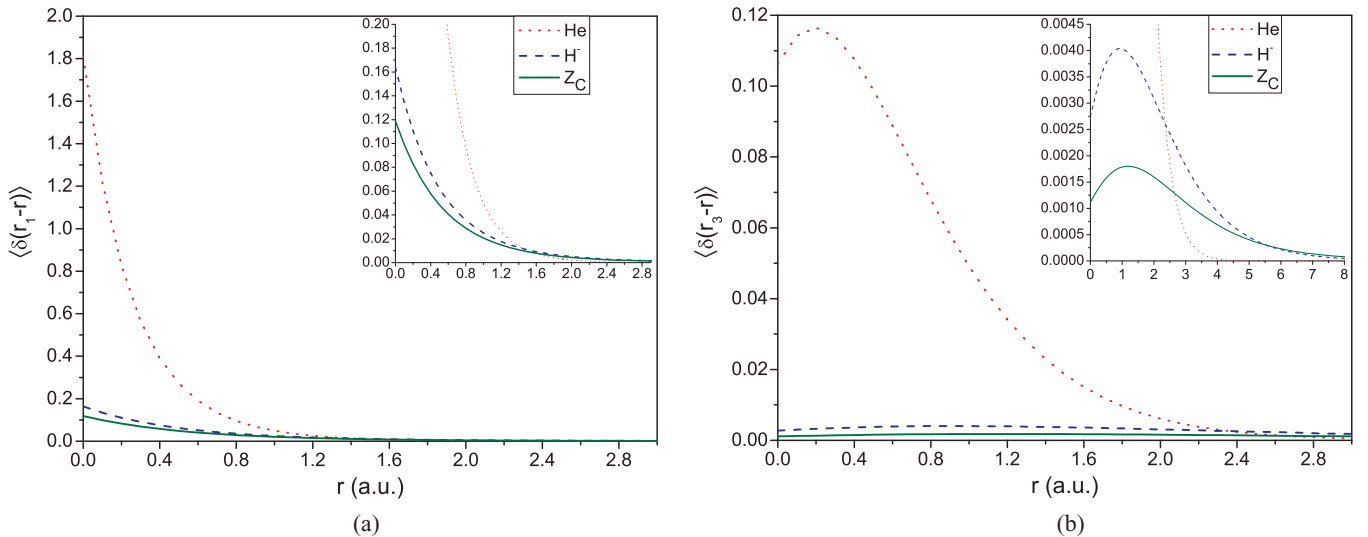 2.0
1.8
1.6
1.4
1.2
1.0
0.8
0.6
0.4
0.2
0.0
0.0 0.4 0.8 1.2 1.6 2.0 2.4 2.8
⟨δ(r₁-r)⟩
r (a.u.)
0.20
0.18
0.16
0.14
0.12
0.10
0.08
0.06
0.04
0.02
0.00
0.0 0.4 0.8 1.2 1.6 2.0 2.4 2.8
He
H⁻
Z_C
(a)
0.12
0.10
0.08
0.06
0.04
0.02
0.00
0.0 0.4 0.8 1.2 1.6 2.0 2.4 2.8
⟨δ(r₃-r)⟩
r (a.u.)
0.0045
0.0040
0.0035
0.0030
0.0025
0.0020
0.0015
0.0010
0.0005
0.0000
0 1 2 3 4 5 6 7 8
He
H⁻
Z_C
(b)